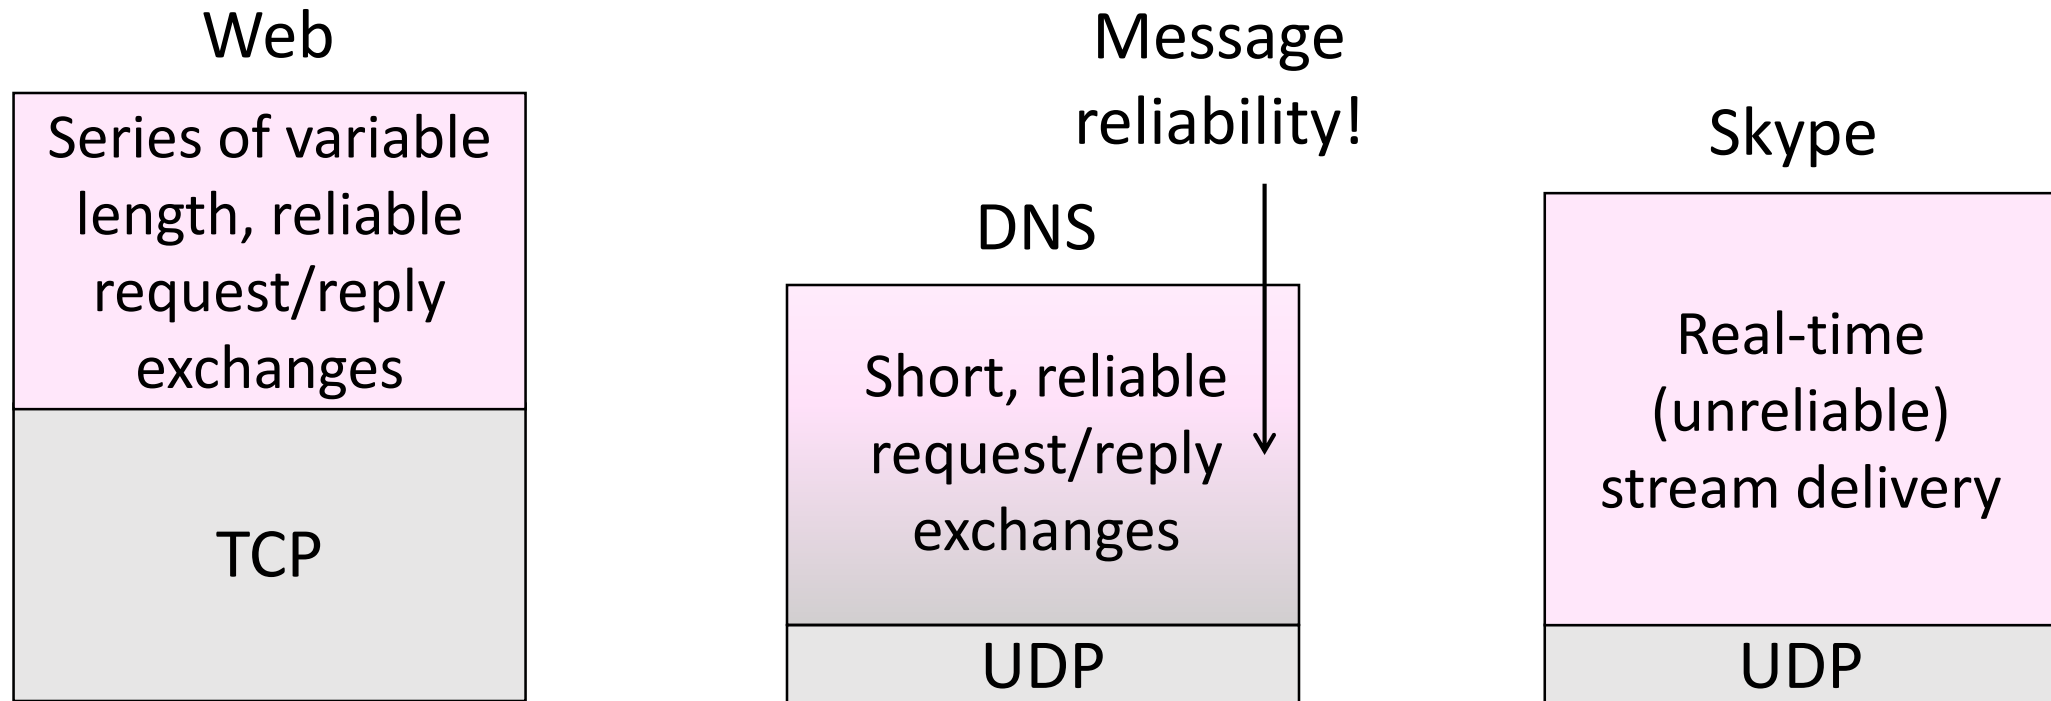 Web
Series of variable
length, reliable
request/reply
exchanges
TCP
Message
reliability!
DNS
Short, reliable
request/reply
exchanges
UDP
Skype
Real-time
(unreliable)
stream delivery
UDP